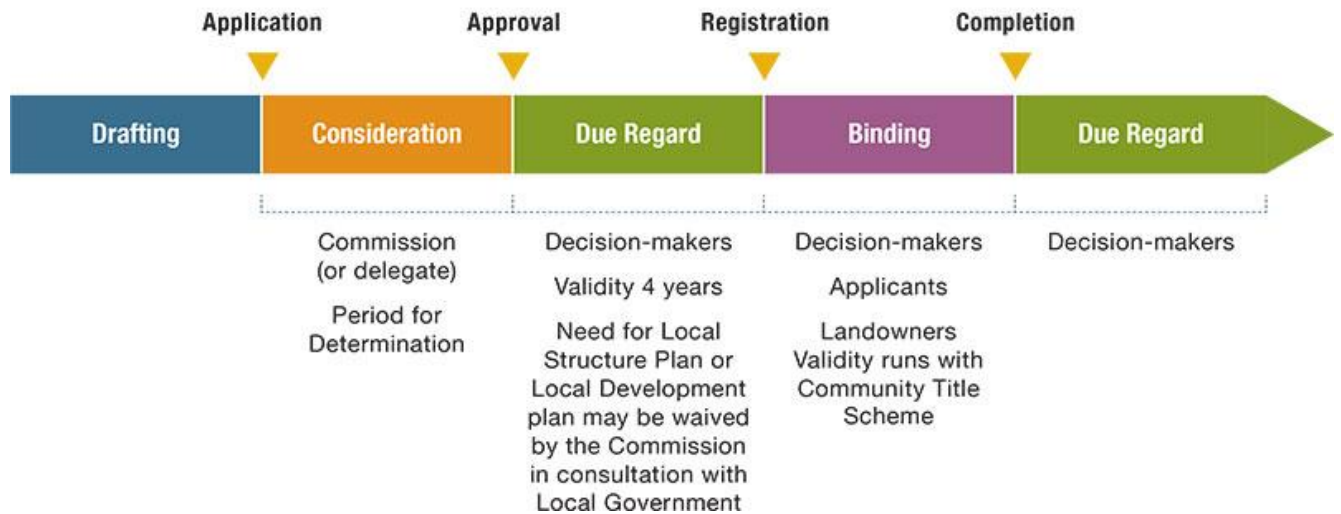 Application
Approval
Registration
Completion
Drafting
Consideration
Due Regard
Binding
Due Regard
Commission
(or delegate)
Period for
Determination
Decision-makers
Validity 4 years
Need for Local
Structure Plan or
Local Development
plan may be waived
by the Commission
in consultation with
Local Government
Decision-makers
Applicants
Landowners
Validity runs with
Community Title
Scheme
Decision-makers